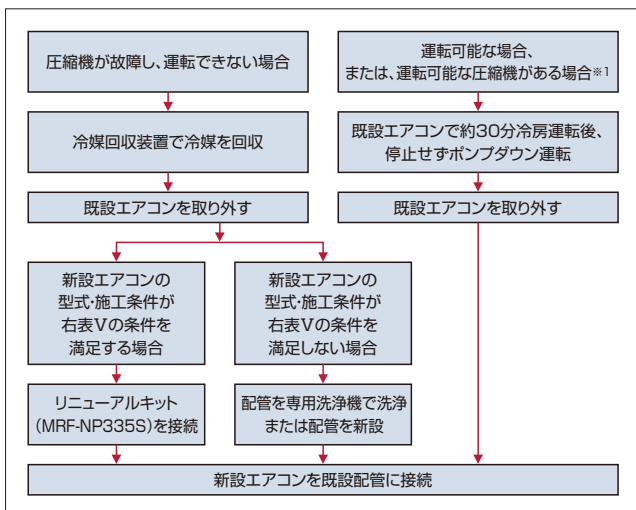 圧縮機が故障し、運転できない場合
運転可能な場合、
または、運転可能な圧縮機がある場合※1
冷媒回収装置で冷媒を回収
既設エアコンで約30分冷房運転後、
停止せずポンプダウン運転
既設エアコンを取り外す
既設エアコンを取り外す
新設エアコンの
型式・施工条件が
右表Ⅴの条件を
満足する場合
新設エアコンの
型式・施工条件が
右表Ⅴの条件を
満足しない場合
リニューアルキット
（MRF-NP335S）を接続
配管を専用洗浄機で洗浄
または配管を新設
新設エアコンを既設配管に接続